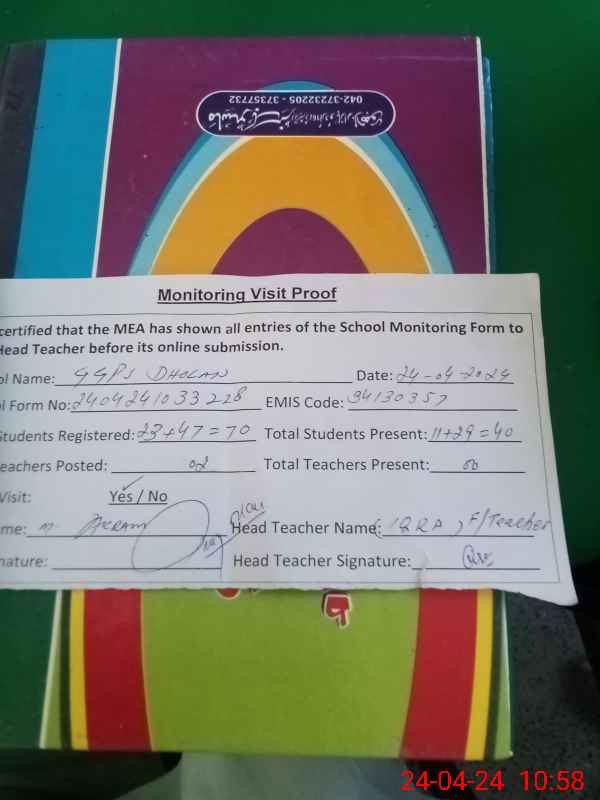 042-37232205 - 37357732
Monitoring Visit Proof
certified that the MEA has shown all entries of the School Monitoring Form to
Head Teacher before its online submission.
ol Name: GGPS DHOLAN Date: 24-04-2024
ol Form No: 2404241033228 EMIS Code: 34130357
Students Registered: 23+47=70 Total Students Present: 11+29=40
eachers Posted: 02 Total Teachers Present: 00
Visit: Yes / No
me: M. AKRAM Head Teacher Name: IQRA, F/Teacher
nature: Head Teacher Signature:
24-04-24 10:58